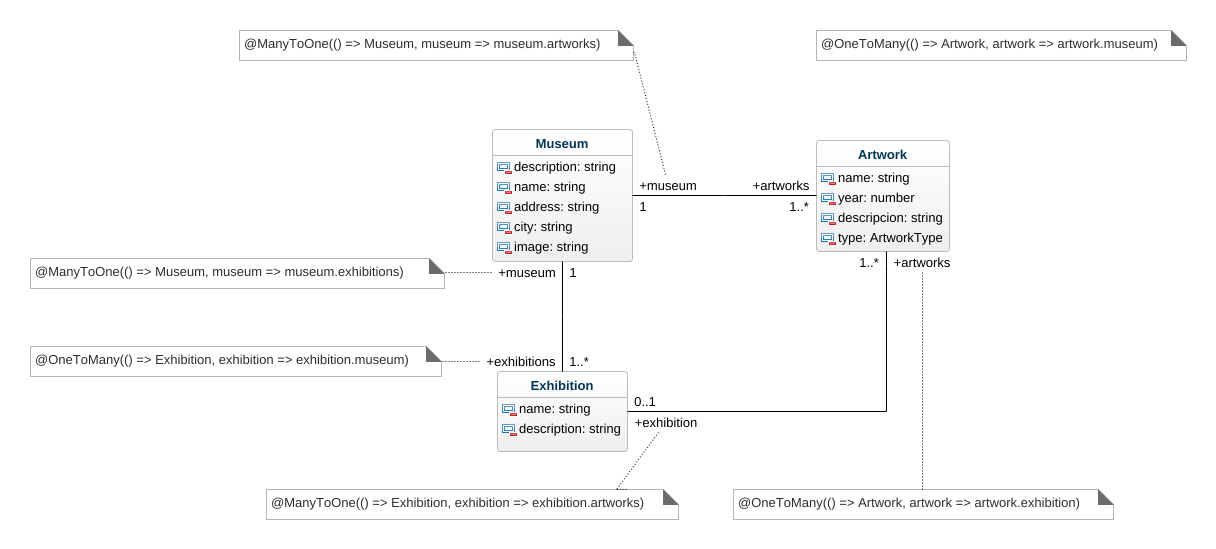 @ManyToOne(() => Museum, museum => museum.artworks)
@OneToMany(() => Artwork, artwork => artwork.museum)
Museum
description: string
name: string
address: string
city: string
image: string
Artwork
name: string
year: number
descripcion: string
type: ArtworkType
+museum
+artworks
1
1..*
@ManyToOne(() => Museum, museum => museum.exhibitions)
+museum
1
1..*
+artworks
@OneToMany(() => Exhibition, exhibition => exhibition.museum)
+exhibitions
1..*
Exhibition
name: string
description: string
0..1
+exhibition
@ManyToOne(() => Exhibition, exhibition => exhibition.artworks)
@OneToMany(() => Artwork, artwork => artwork.exhibition)